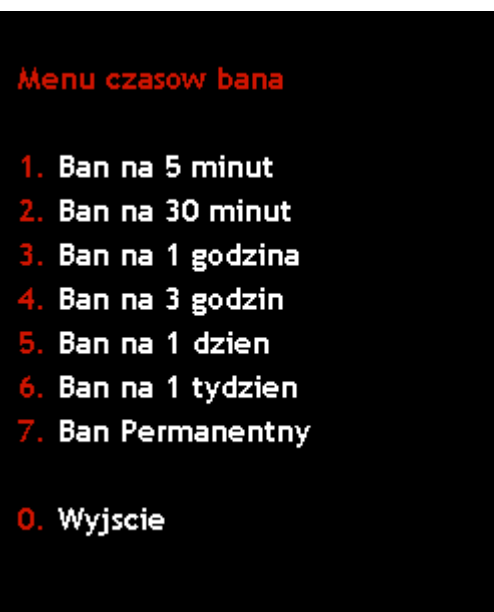 Menu czasow bana
1. Ban na 5 minut
2. Ban na 30 minut
3. Ban na 1 godzina
4. Ban na 3 godzin
5. Ban na 1 dzien
6. Ban na 1 tydzien
7. Ban Permanentny
0. Wyjscie